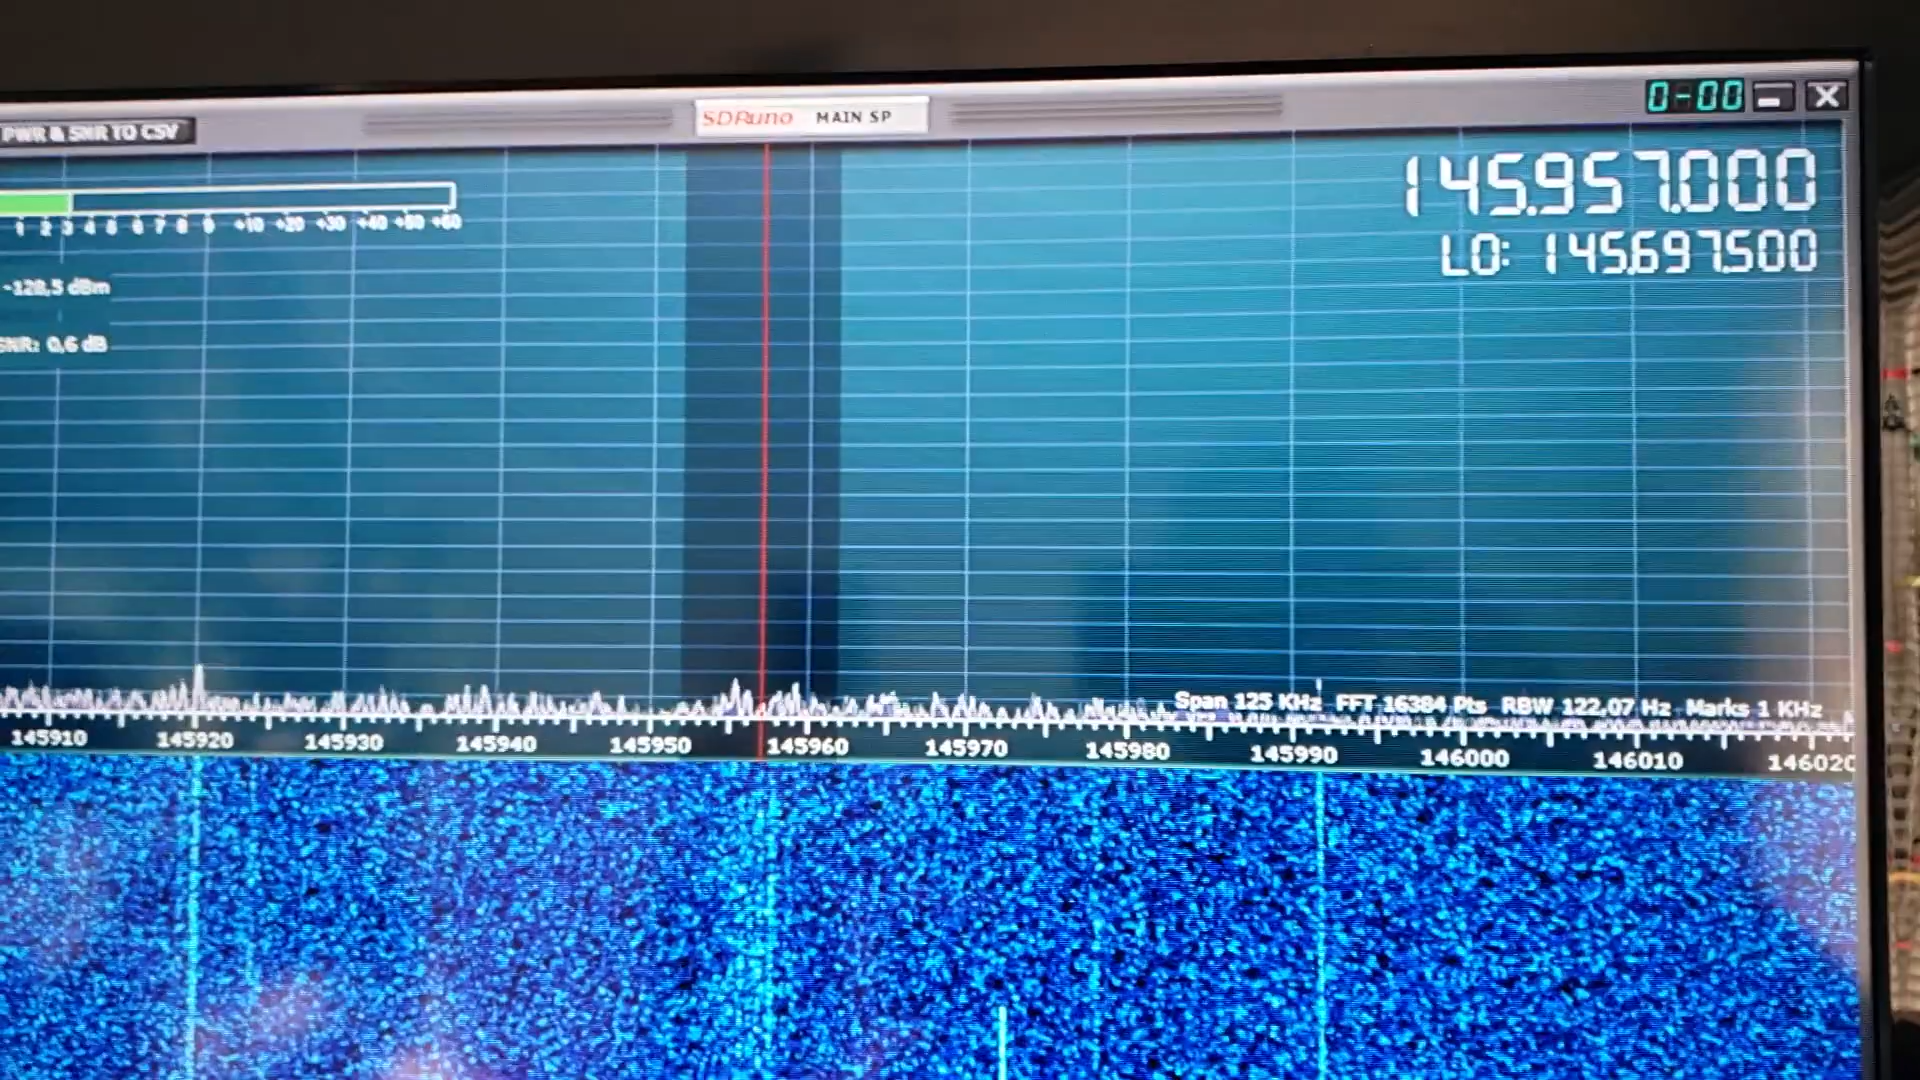 0-00
SDRuno MAIN SP
PWR & SNR TO CSV
145.957.000
LO: 145.697.500
1 2 3 4 5 6 7 8 9 +10 +20 +30 +40 +50 +60
-128,5 dBm
SNR: 0,6 dB
Span 125 KHz FFT 16384 Pts RBW 122,07 Hz Marks 1 KHz
145910 145920 145930 145940 145950 145960 145970 145980 145990 146000 146010 146020